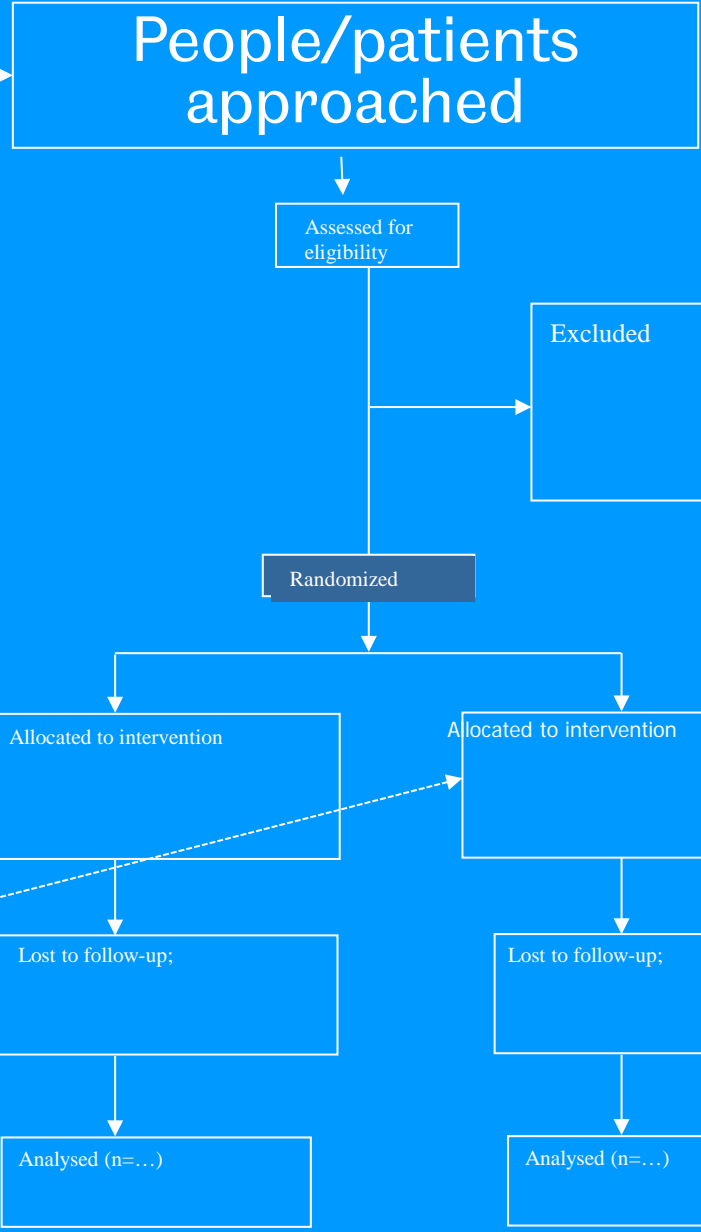 People/patients
approached
Assessed for
eligibility
Excluded
Randomized
Allocated to intervention
Allocated to intervention
Lost to follow-up;
Lost to follow-up;
Analysed (n=…)
Analysed (n=…)